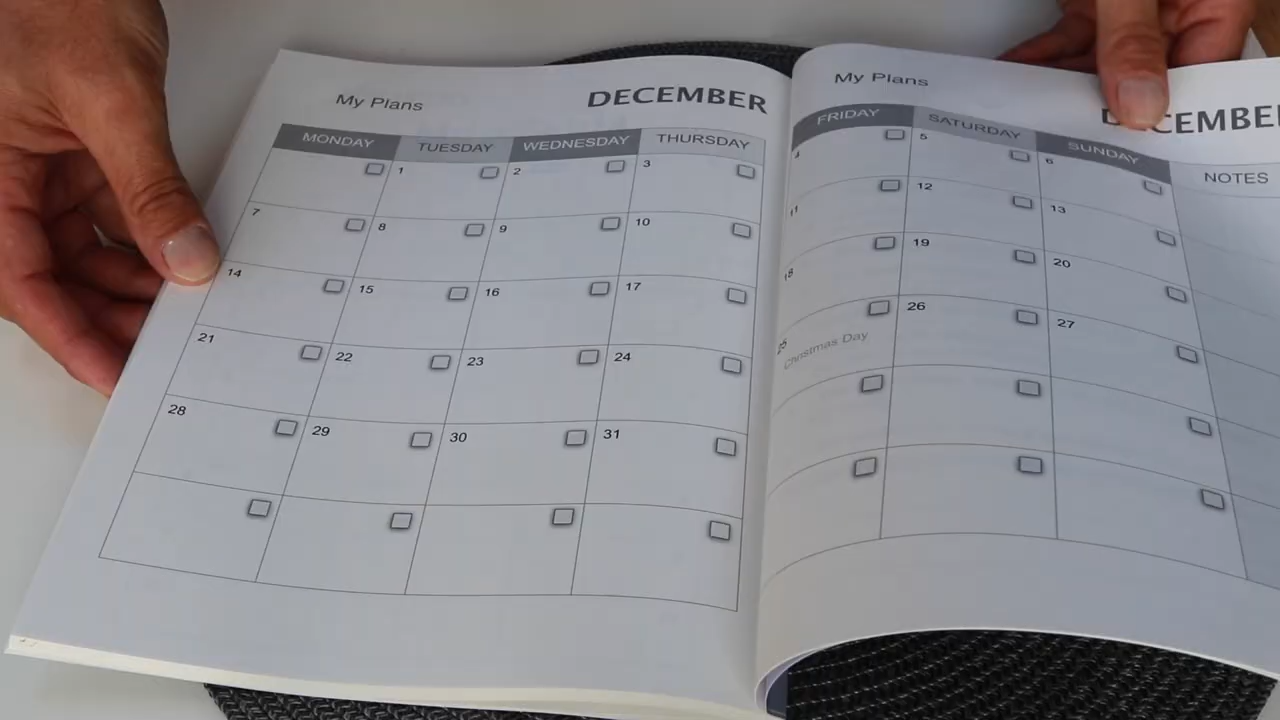 My Plans
DECEMBER
MONDAY TUESDAY WEDNESDAY THURSDAY
1 2 3
7 8 9 10
14 15 16 17
21 22 23 24
28 29 30 31
My Plans
DECEMBER
FRIDAY SATURDAY SUNDAY NOTES
4 5 6
11 12 13
18 19 20
25 26 27
Christmas Day